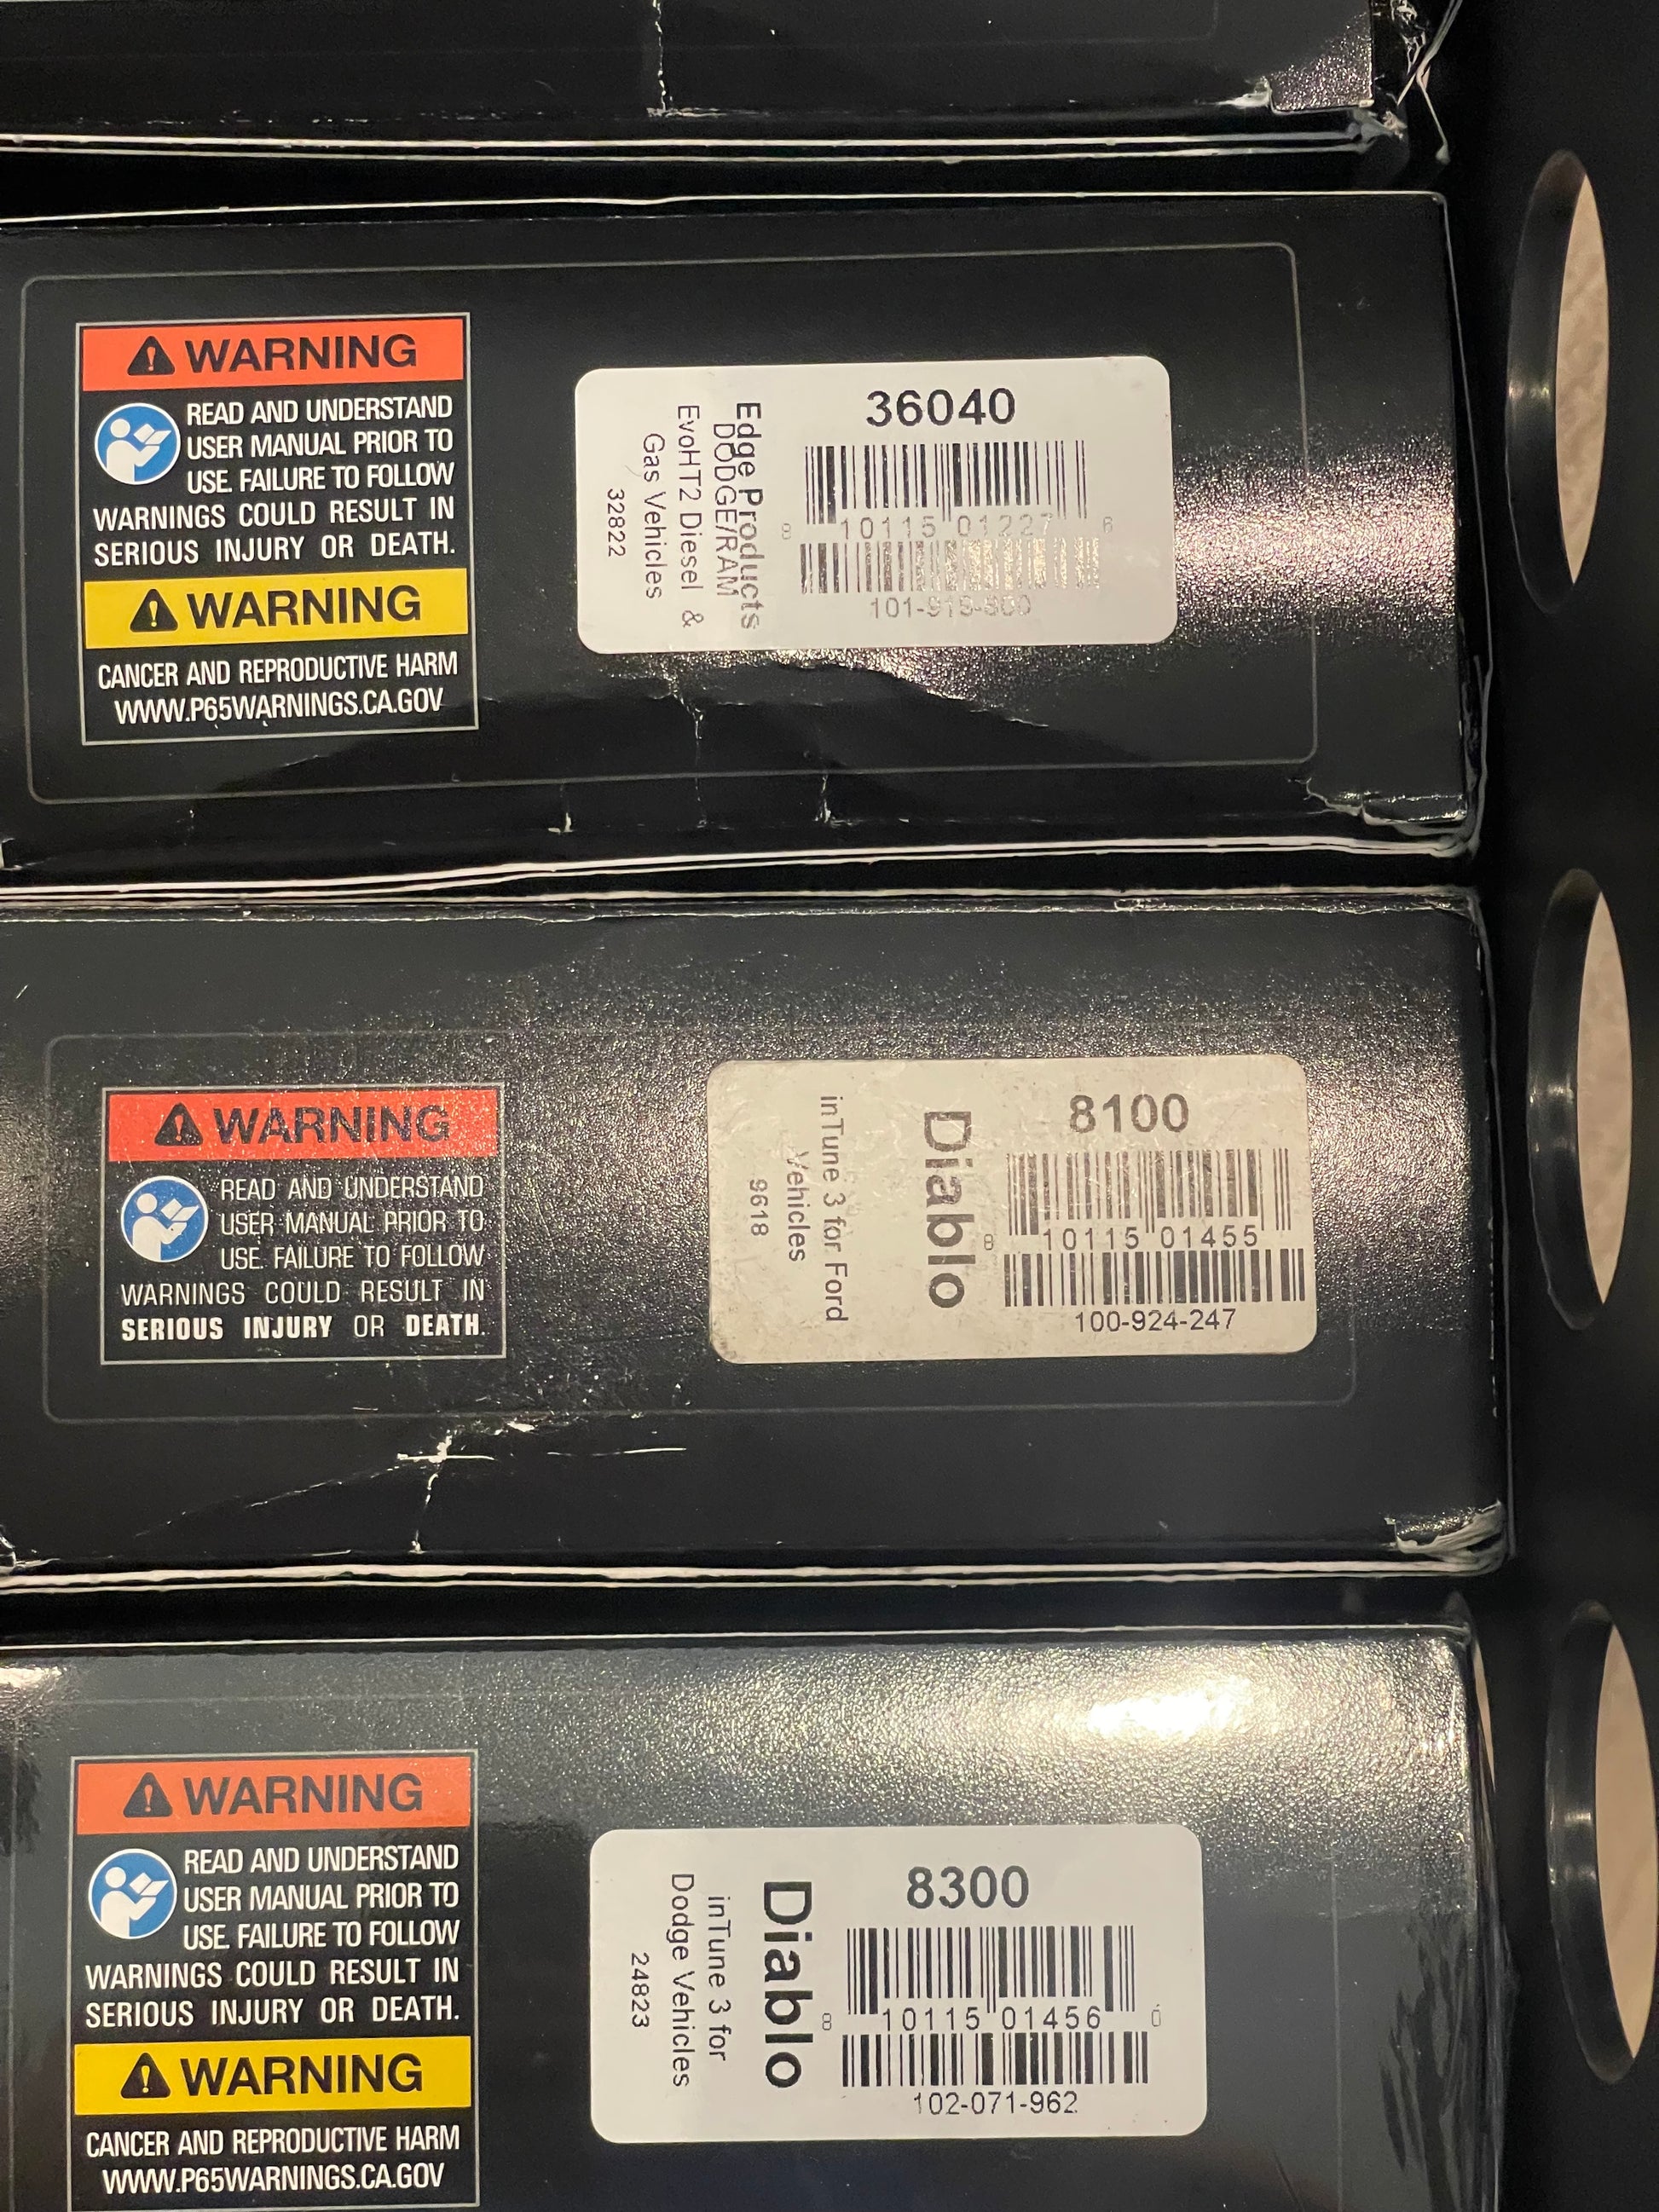 WARNING
READ AND UNDERSTAND
USER MANUAL PRIOR TO
USE. FAILURE TO FOLLOW
WARNINGS COULD RESULT IN
SERIOUS INJURY OR DEATH.
WARNING
CANCER AND REPRODUCTIVE HARM
WWW.P65WARNINGS.CA.GOV
36040
8 10115 01227 6
Edge Products
DODGE/RAM
EvoHT2 Diesel &
Gas Vehicles
32822
WARNING
READ AND UNDERSTAND
USER MANUAL PRIOR TO
USE. FAILURE TO FOLLOW
WARNINGS COULD RESULT IN
SERIOUS INJURY OR DEATH.
8100
8 10115 01455
100-924-247
Diablo
inTune 3 for Ford
Vehicles
9618
WARNING
READ AND UNDERSTAND
USER MANUAL PRIOR TO
USE. FAILURE TO FOLLOW
WARNINGS COULD RESULT IN
SERIOUS INJURY OR DEATH.
WARNING
CANCER AND REPRODUCTIVE HARM
WWW.P65WARNINGS.CA.GOV
8300
8 10115 01456 0
102-071-962
Diablo
inTune 3 for
Dodge Vehicles
24823